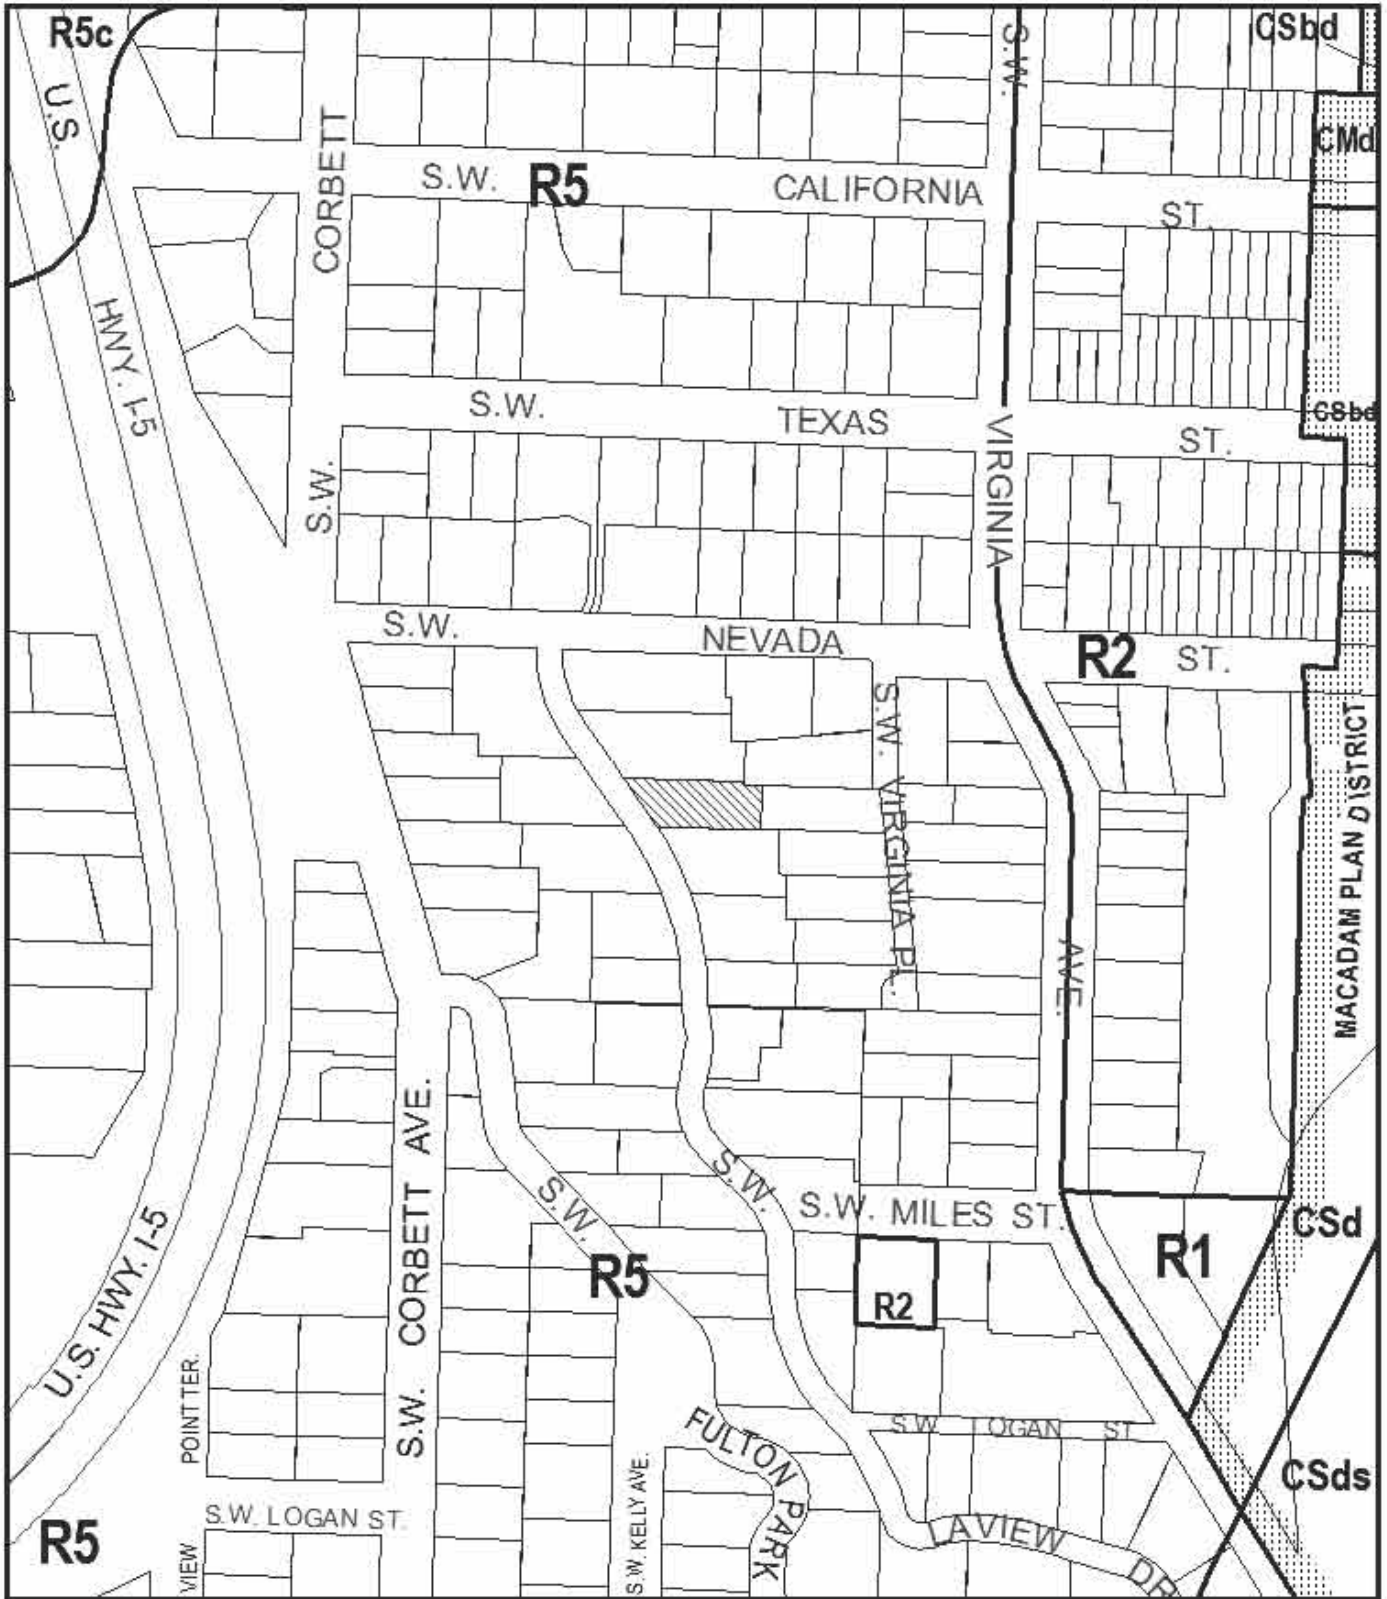 R5c
CSbd
U.S.
HWY. I-5
CORBETT
S.W.
S.W.
CMd
S.W.
R5
CALIFORNIA
ST.
S.W.
TEXAS
ST.
CSbd
VIRGINIA
S.W.
NEVADA
R2
ST.
S.W. VIRGINIA PL.
MACADAM PLAN DISTRICT
AVE.
S.W. CORBETT AVE.
S.W.
S.W.
S.W. MILES ST.
R5
R2
R1
CSd
U.S. HWY. I-5
POINT TER.
VIEW
FULTON PARK
S.W. LOGAN ST
CSds
S.W. LOGAN ST.
S.W. KELLY AVE.
LAVIEW DR
R5